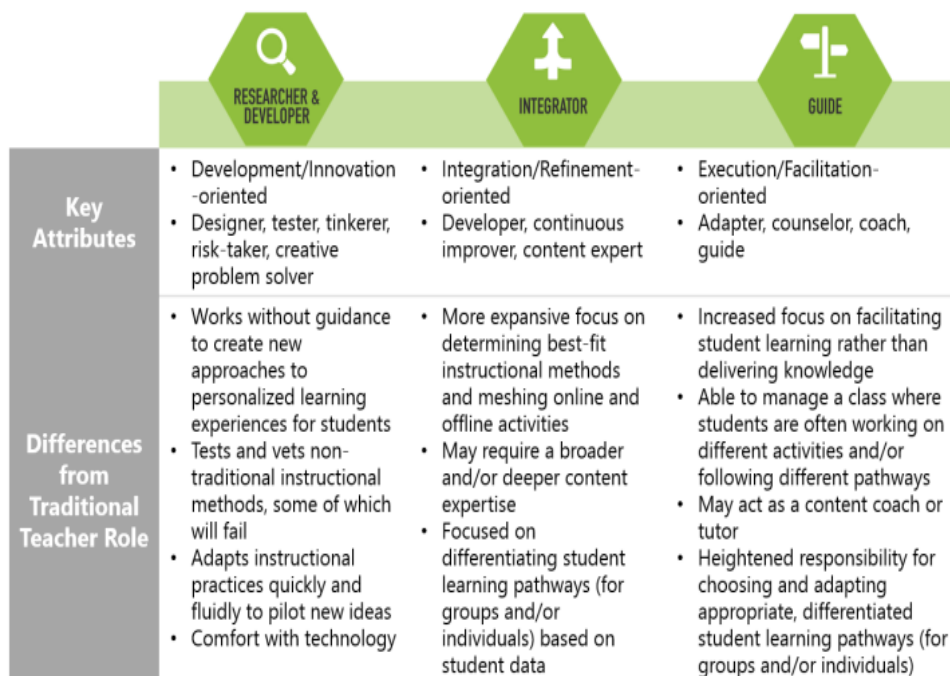 RESEARCHER &
DEVELOPER
INTEGRATOR
GUIDE
Key
Attributes
• Development/Innovation
-oriented
• Designer, tester, tinkerer,
risk-taker, creative
problem solver
• Integration/Refinement-
oriented
• Developer, continuous
improver, content expert
• Execution/Facilitation-
oriented
• Adapter, counselor, coach,
guide
Differences
from
Traditional
Teacher Role
• Works without guidance
to create new
approaches to
personalized learning
experiences for students
• Tests and vets non-
traditional instructional
methods, some of which
will fail
• Adapts instructional
practices quickly and
fluidly to pilot new ideas
• Comfort with technology
• More expansive focus on
determining best-fit
instructional methods
and meshing online and
offline activities
• May require a broader
and/or deeper content
expertise
• Focused on
differentiating student
learning pathways (for
groups and/or
individuals) based on
student data
• Increased focus on facilitating
student learning rather than
delivering knowledge
• Able to manage a class where
students are often working on
different activities and/or
following different pathways
• May act as a content coach or
tutor
• Heightened responsibility for
choosing and adapting
appropriate, differentiated
student learning pathways (for
groups and/or individuals)